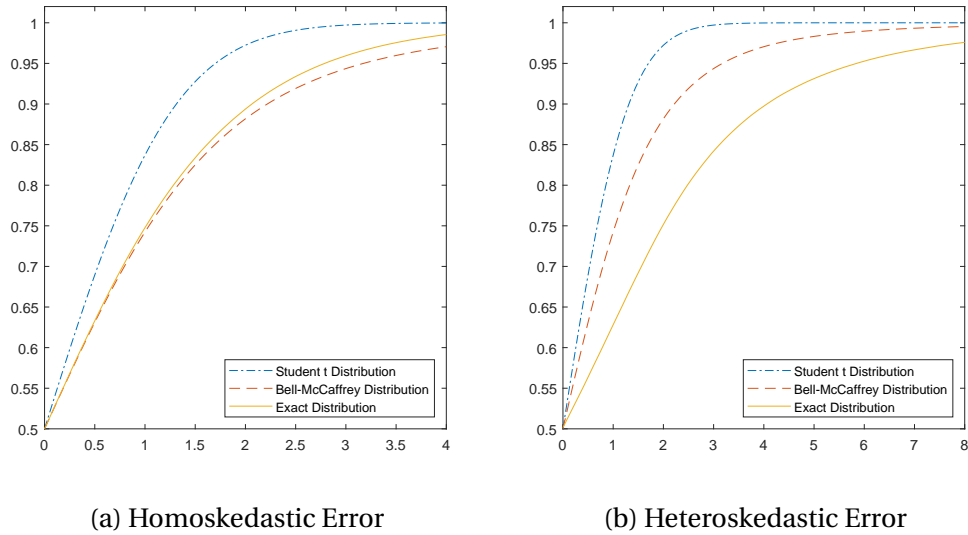 1
0.95
0.9
0.85
0.8
0.75
0.7
0.65
0.6
0.55
0.5
Student t Distribution
Bell-McCaffrey Distribution
Exact Distribution
0 0.5 1 1.5 2 2.5 3 3.5 4
(a) Homoskedastic Error
1
0.95
0.9
0.85
0.8
0.75
0.7
0.65
0.6
0.55
0.5
Student t Distribution
Bell-McCaffrey Distribution
Exact Distribution
0 1 2 3 4 5 6 7 8
(b) Heteroskedastic Error